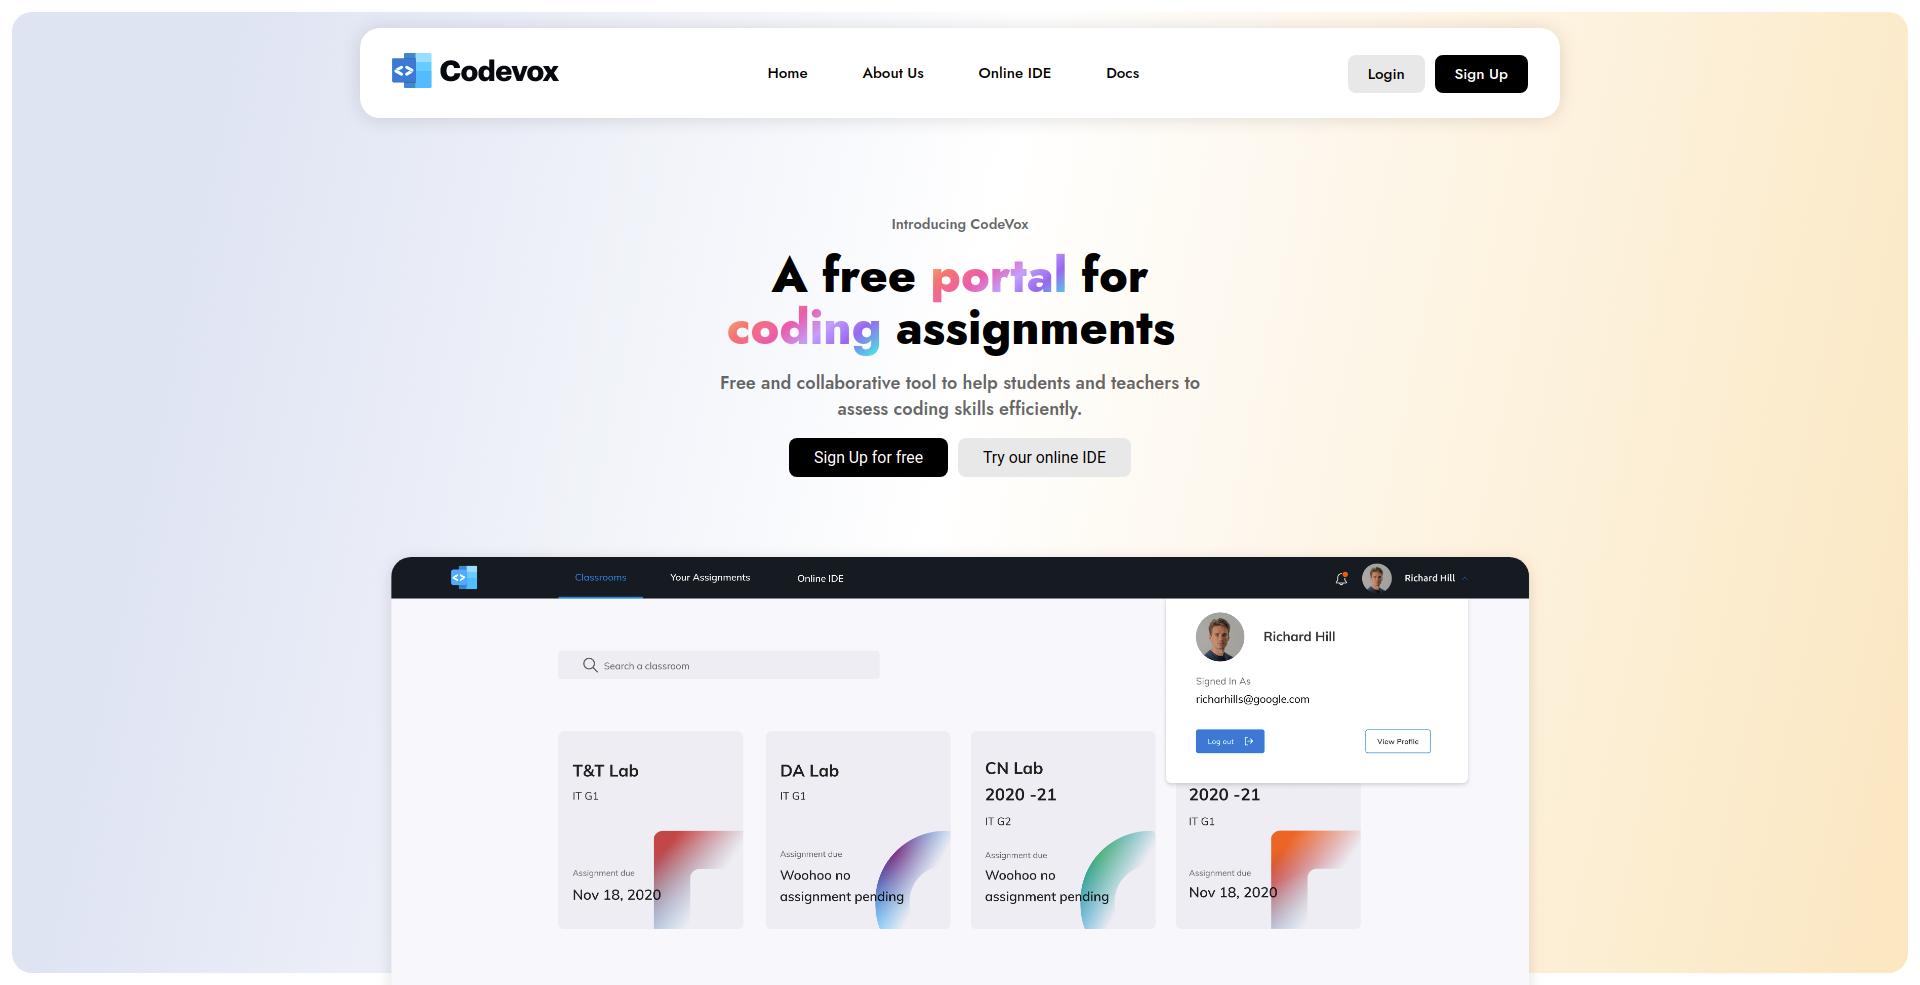 Codevox
Home
About Us
Online IDE
Docs
Login
Sign Up
Introducing CodeVox
A free portal for
coding assignments
Free and collaborative tool to help students and teachers to
assess coding skills efficiently.
Sign Up for free
Try our online IDE
Classrooms
Your Assignments
Online IDE
Richard Hill
Richard Hill
Signed In As
richarhills@google.com
Log out
View Profile
Search a classroom
T&T Lab
IT G1
Assignment due
Nov 18, 2020
DA Lab
IT G1
Assignment due
Woohoo no
assignment pending
CN Lab
2020 -21
IT G2
Assignment due
Woohoo no
assignment pending
2020 -21
IT G1
Assignment due
Nov 18, 2020